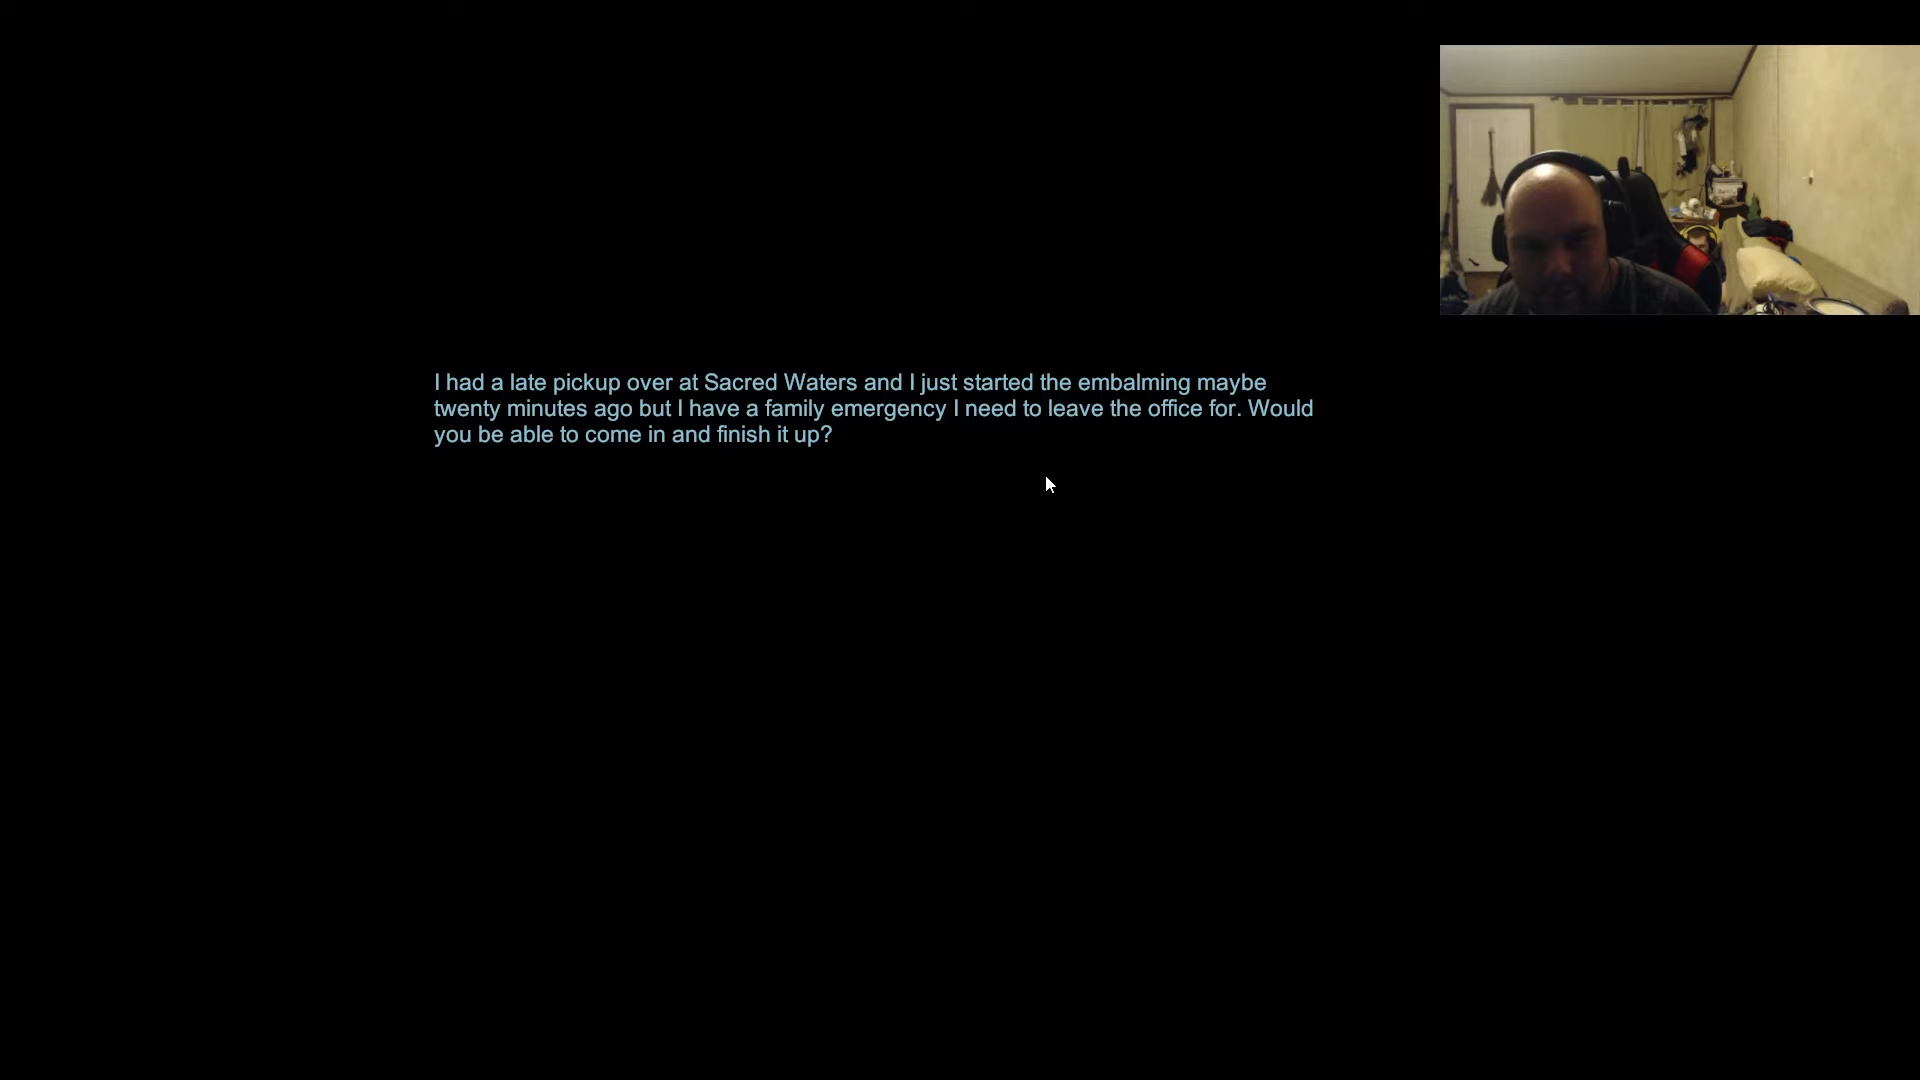 I had a late pickup over at Sacred Waters and I just started the embalming maybe
twenty minutes ago but I have a family emergency I need to leave the office for. Would
you be able to come in and finish it up?